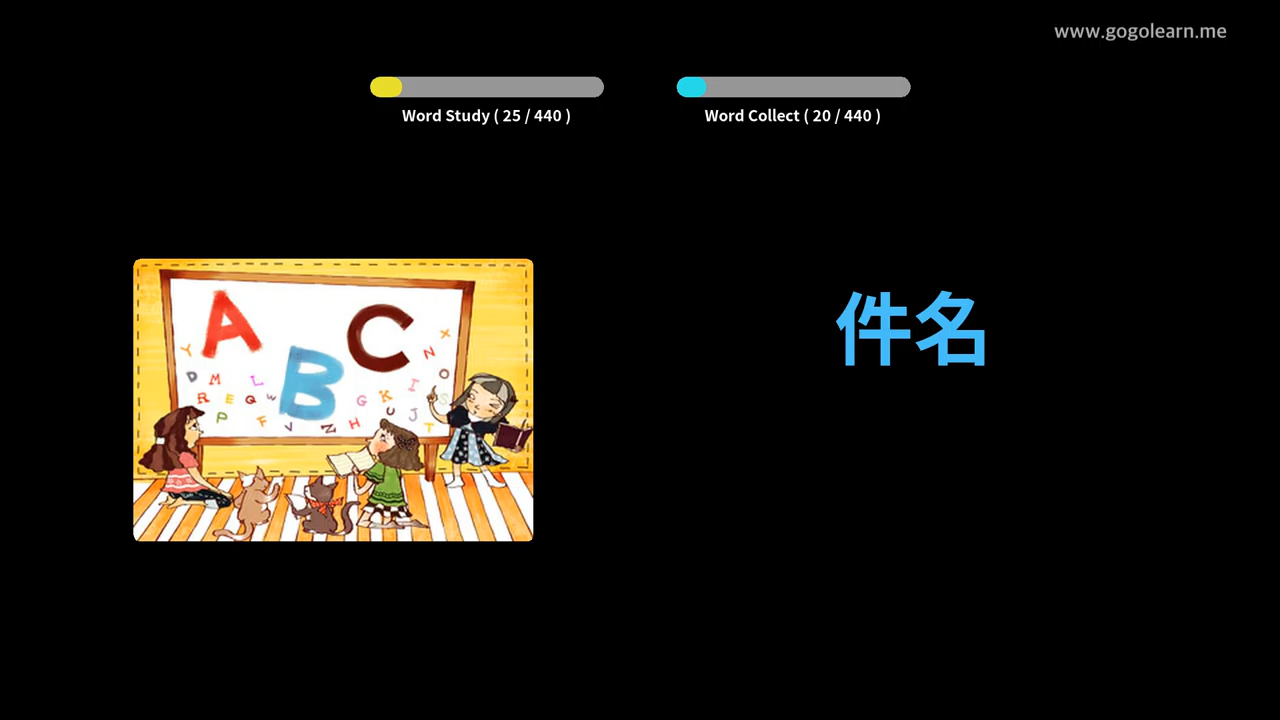 www.gogolearn.me
Word Study ( 25 / 440 )
Word Collect ( 20 / 440 )
件名
A
B
C
X
Y
N
D M L O
R E Q W G K I S
P F V Z H U J T